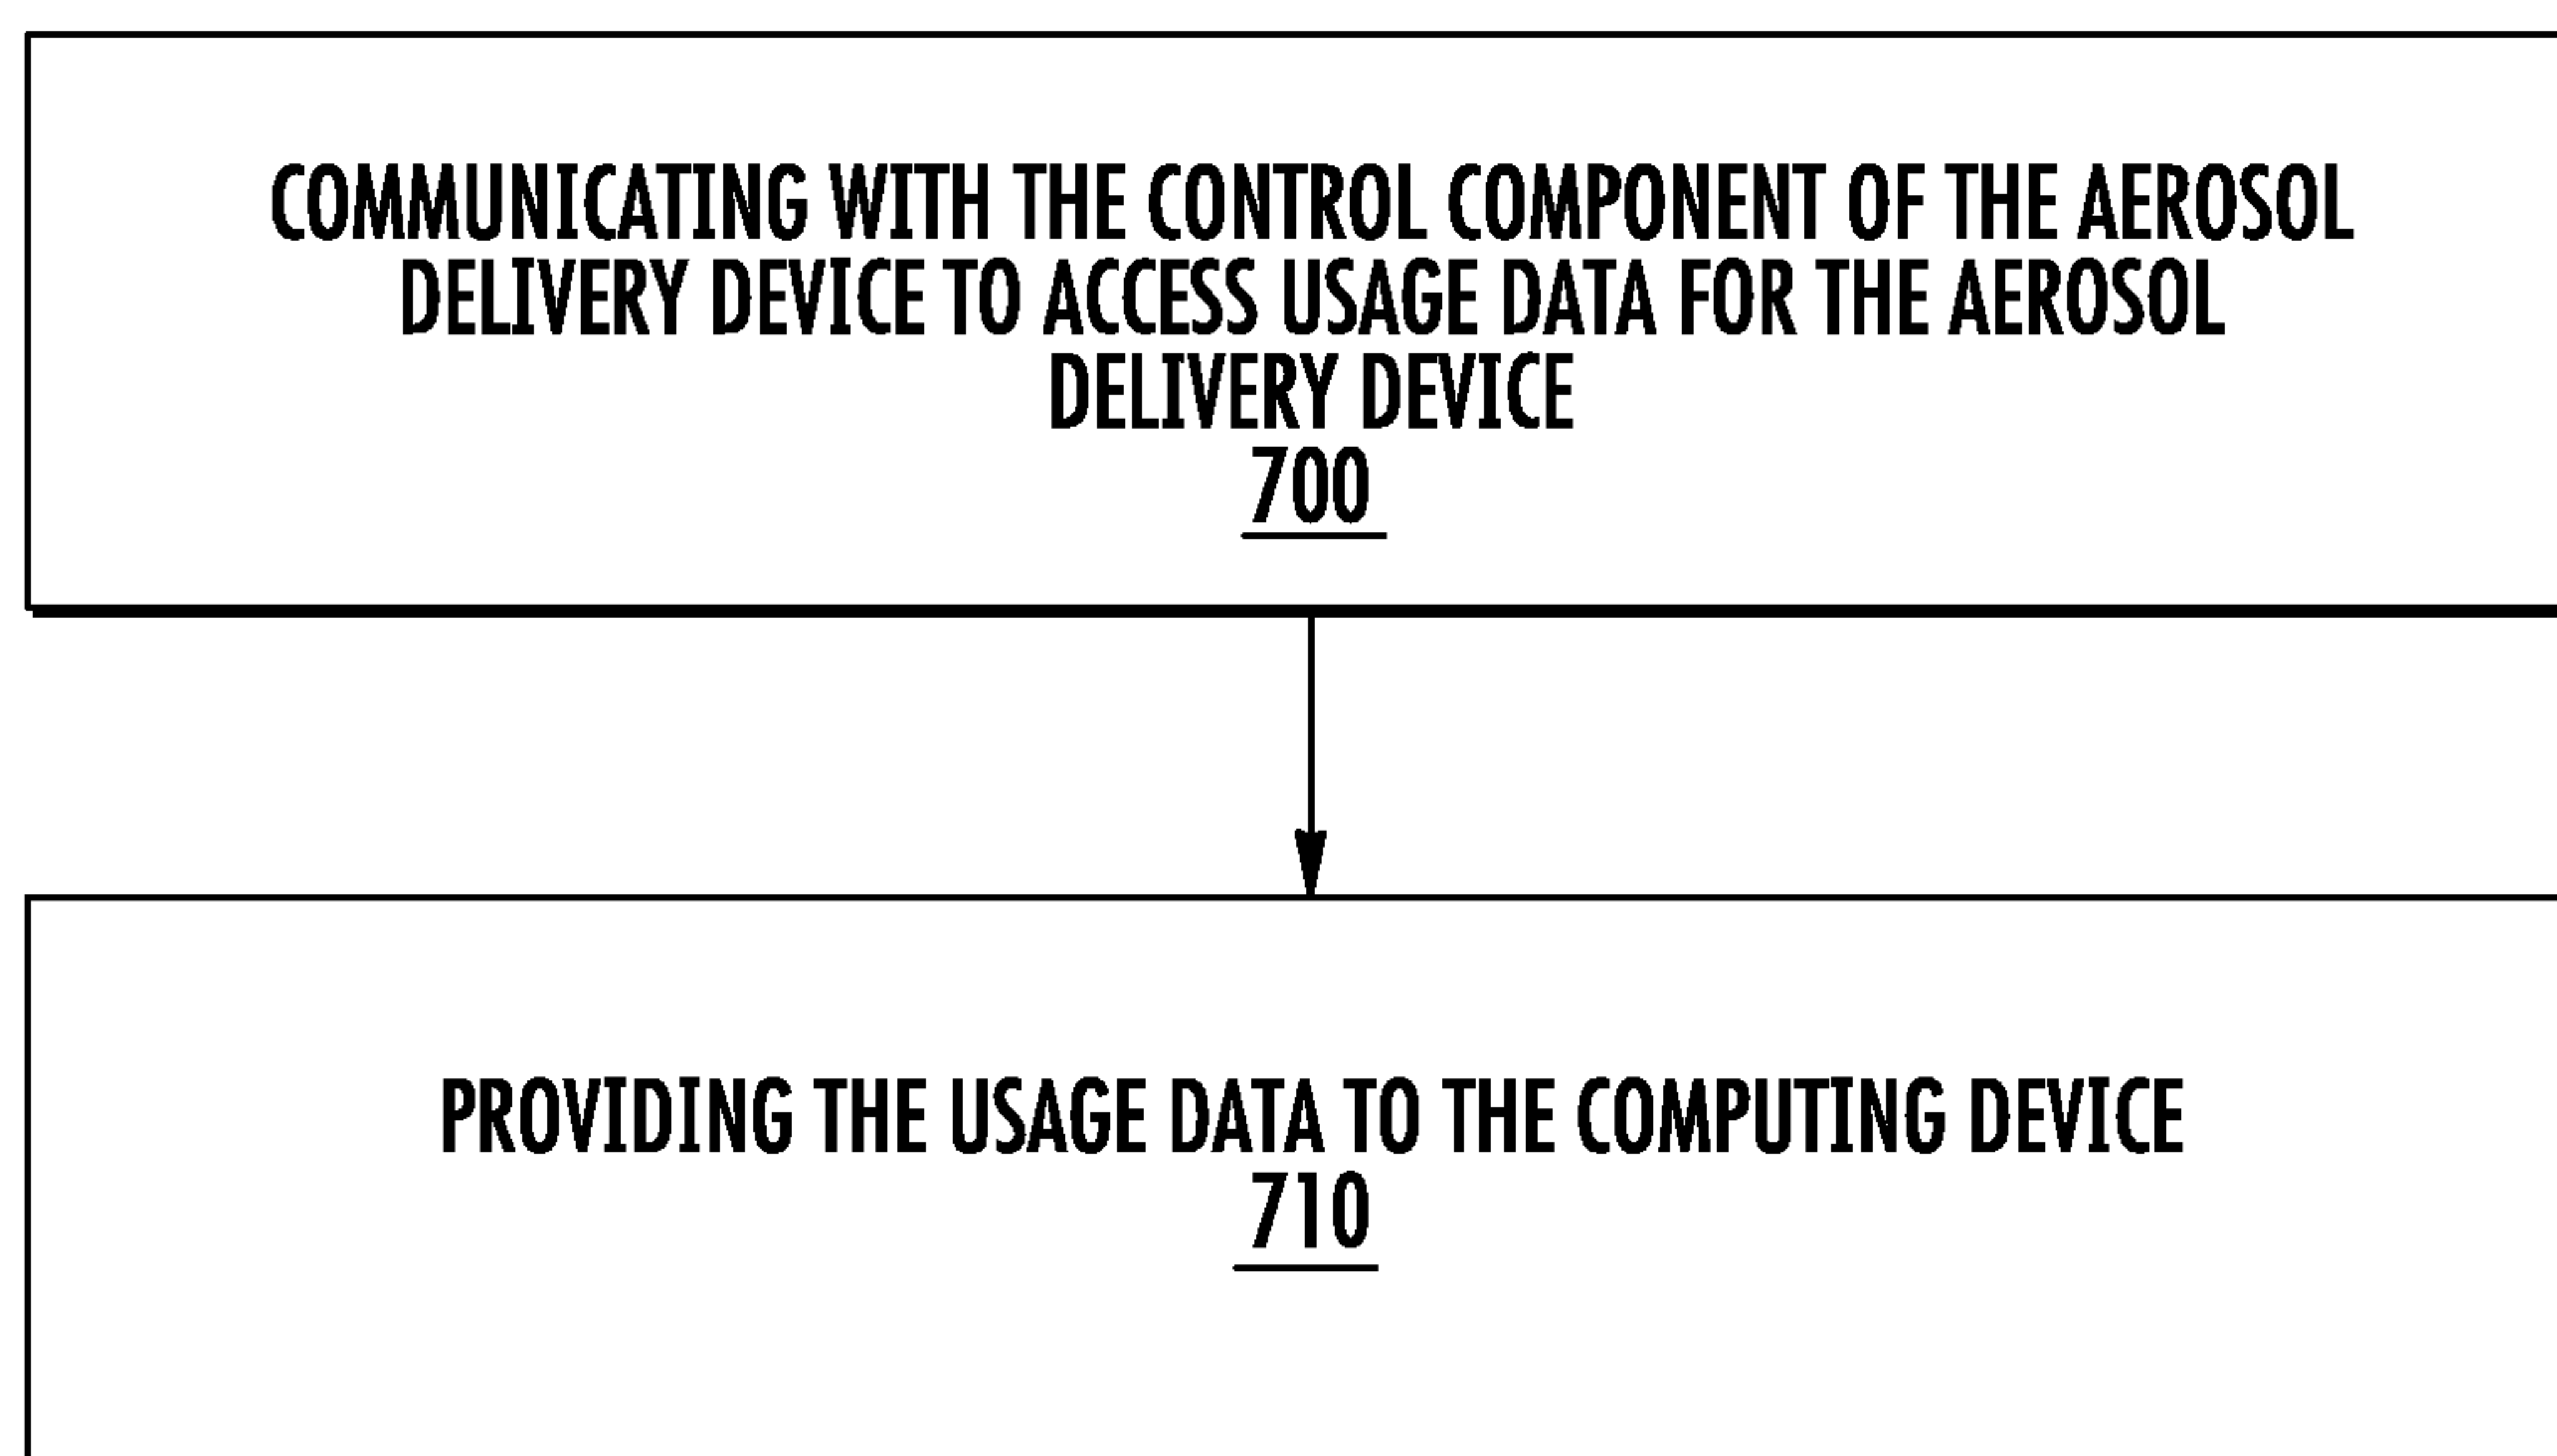 COMMUNICATING WITH THE CONTROL COMPONENT OF THE AEROSOL
DELIVERY DEVICE TO ACCESS USAGE DATA FOR THE AEROSOL
DELIVERY DEVICE
700
PROVIDING THE USAGE DATA TO THE COMPUTING DEVICE
710